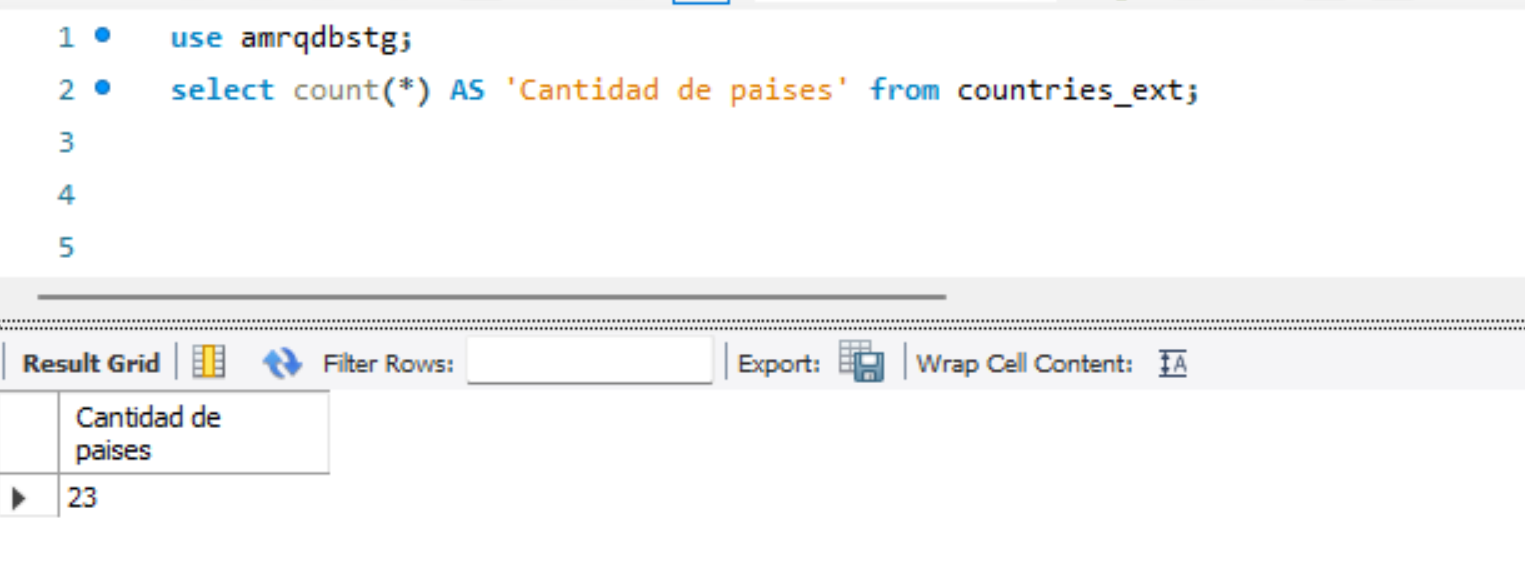 1 use amrqdbstg;
2 select count(*) AS 'Cantidad de paises' from countries_ext;
3
4
5
Result Grid Filter Rows: Export: Wrap Cell Content: IA
Cantidad de
paises
23